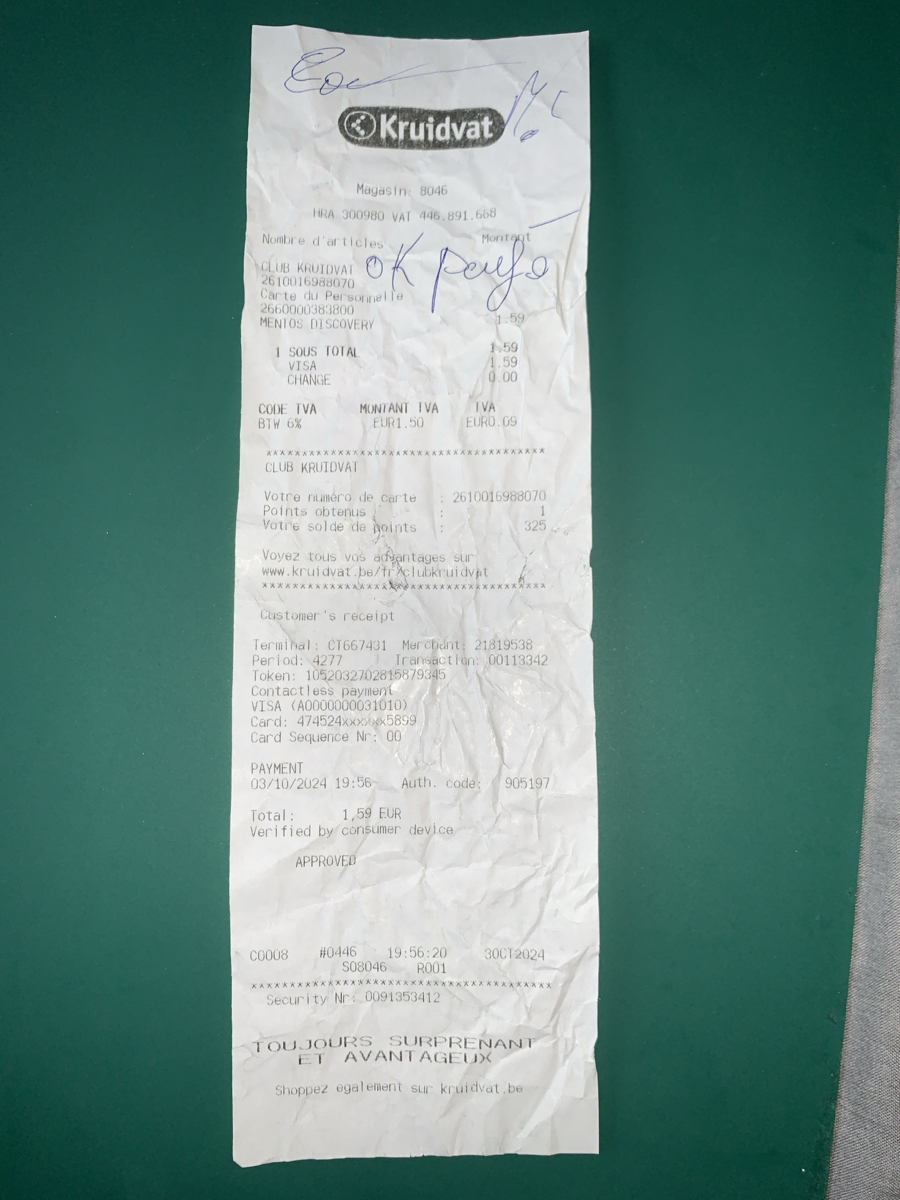 Kruidvat
Magasin: 8046
HRA 300980 VAT 446.891.668
Nombre d'articles Montant
OK
CLUB KRUIDVAT
2610016988070
Carte du Personnelle
2660000383800
MENTOS DISCOVERY 1.59
1 SOUS TOTAL 1.59
VISA 1.59
CHANGE 0.00
CODE TVA MONTANT TVA TVA
BTW 6% EUR1.50 EUR0.09
****************************************
CLUB KRUIDVAT
Votre numéro de carte : 2610016988070
Points obtenus : 1
Votre solde de points : 325
Voyez tous vos advantages sur
www.kruidvat.be/fr/clubkruidvat
****************************************
Customer's receipt
Terminal: CT667431 Merchant: 21819538
Period: 4277 Transaction: 00113342
Token: 1052032702815879345
Contactless payment
VISA (A0000000031010)
Card: 474524xxxxxx5899
Card Sequence Nr: 00
PAYMENT
03/10/2024 19:56 Auth. code: 905197
Total: 1,59 EUR
Verified by consumer device
APPROVED
C0008 #0446 19:56:20 3OCT2024
S08046 R001
****************************************
Security Nr: 0091353412
TOUJOURS SURPRENANT
ET AVANTAGEUX
Shoppez egalement sur kruidvat.be